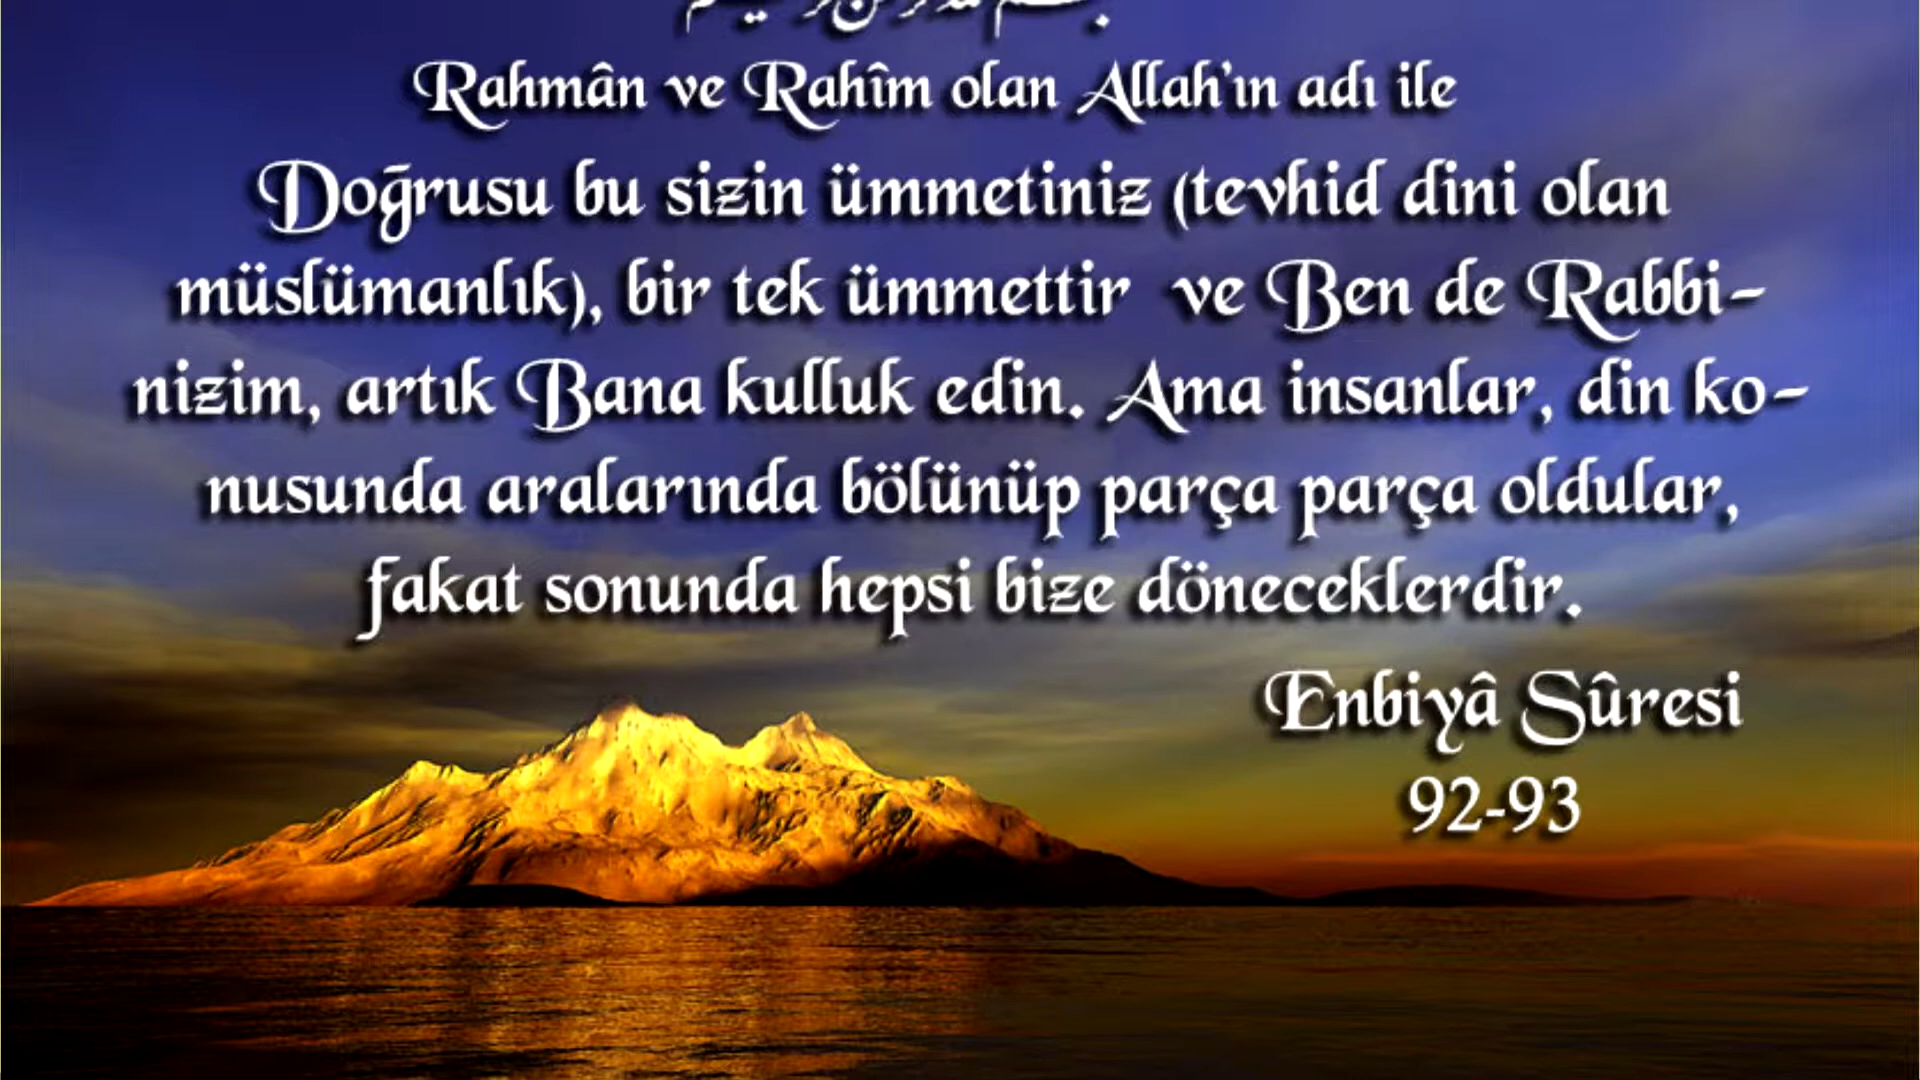 Rahmân ve Rahîm olan Allah'ın adı ile
Doğrusu bu sizin ümmetiniz (tevhid dini olan
müslümanlık), bir tek ümmettir ve Ben de Rabbi-
nizim, artık Bana kulluk edin. Ama insanlar, din ko-
nusunda aralarında bölünüp parça parça oldular,
fakat sonunda hepsi bize döneceklerdir.
Enbiyâ Sûresi
92-93